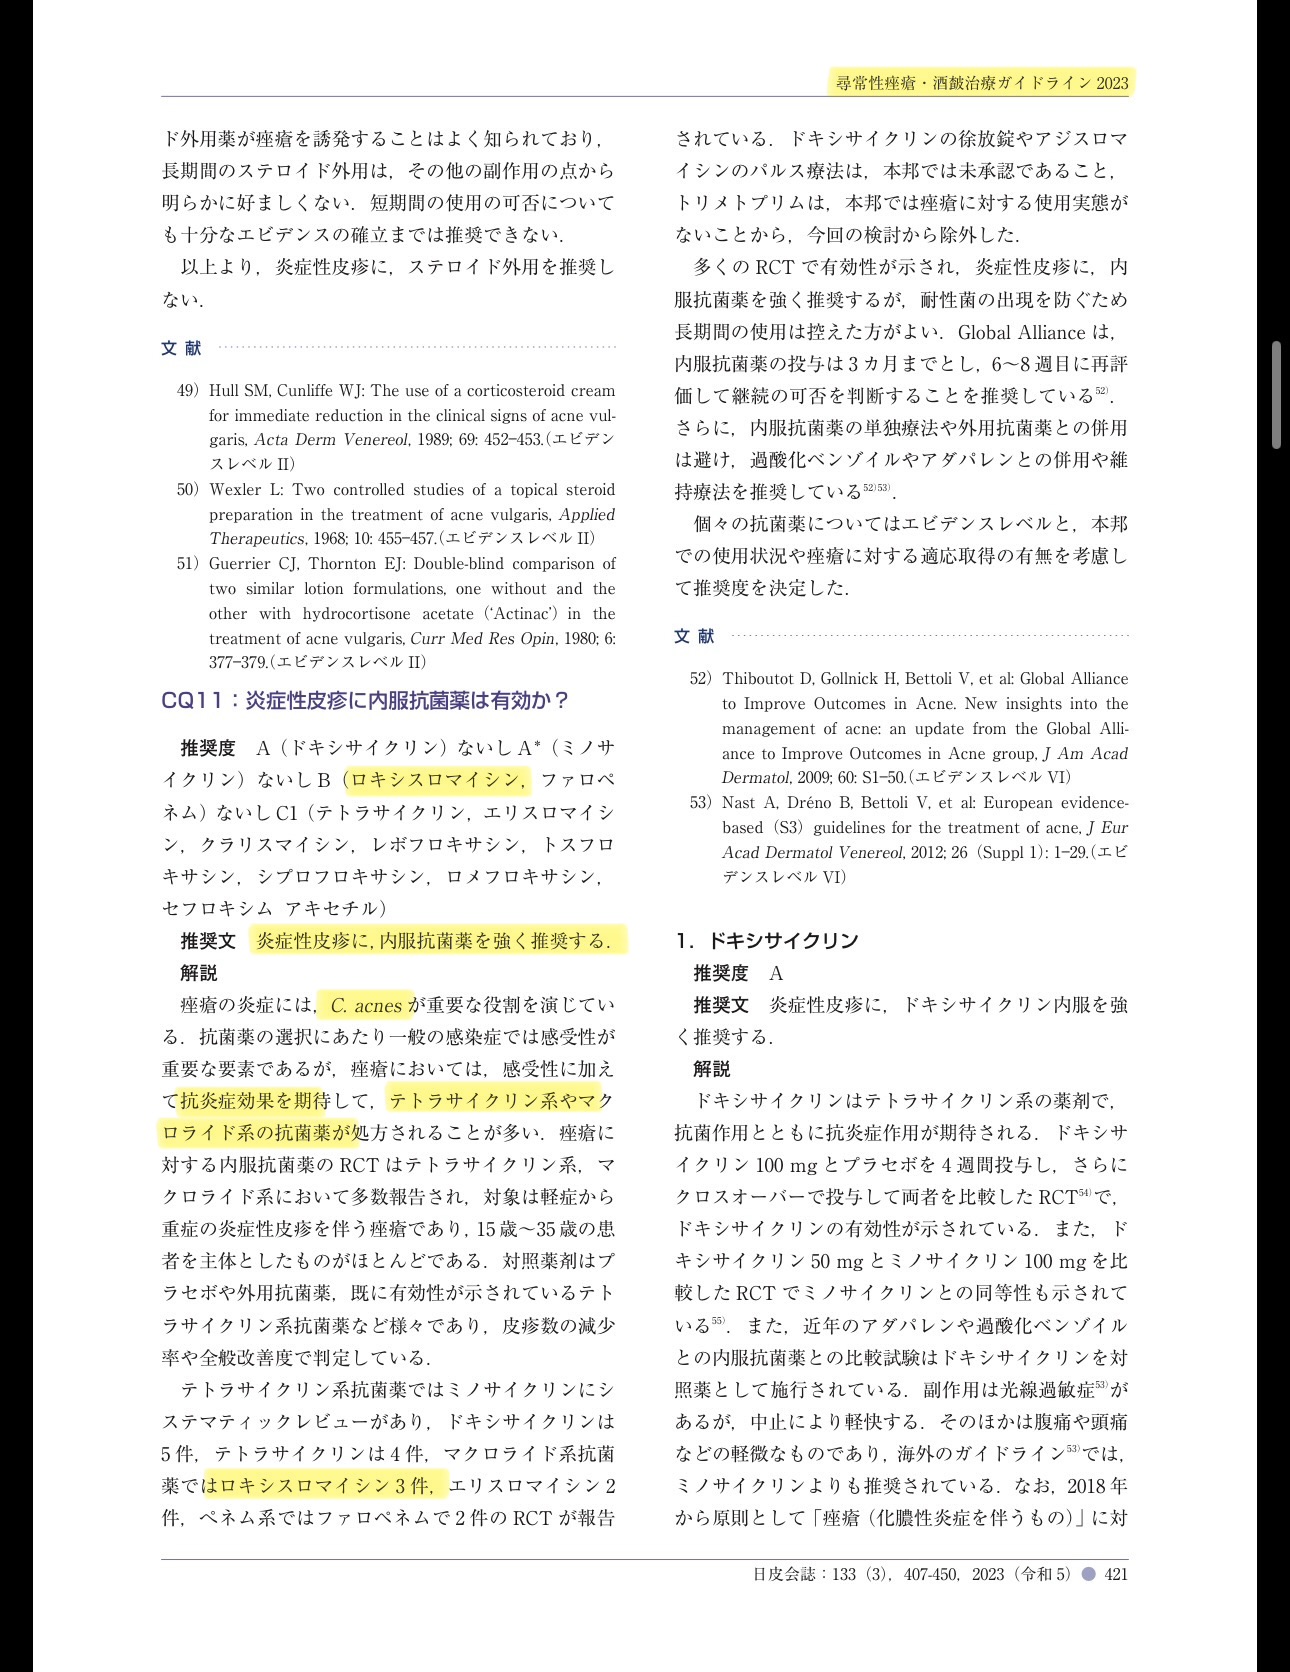 尋常性痤瘡・酒皶治療ガイドライン 2023
ド外用薬が痤瘡を誘発することはよく知られており,
長期間のステロイド外用は,その他の副作用の点から
明らかに好ましくない.短期間の使用の可否について
も十分なエビデンスの確立までは推奨できない.
以上より,炎症性皮疹に,ステロイド外用を推奨し
ない.
文 献
49) Hull SM, Cunliffe WJ: The use of a corticosteroid cream
for immediate reduction in the clinical signs of acne vul-
garis, Acta Derm Venereol, 1989; 69: 452–453.(エビデン
スレベル II)
50) Wexler L: Two controlled studies of a topical steroid
preparation in the treatment of acne vulgaris, Applied
Therapeutics, 1968; 10: 455–457.(エビデンスレベル II)
51) Guerrier CJ, Thornton EJ: Double-blind comparison of
two similar lotion formulations, one without and the
other with hydrocortisone acetate (‘Actinac’) in the
treatment of acne vulgaris, Curr Med Res Opin, 1980; 6:
377–379.(エビデンスレベル II)
CQ11:炎症性皮疹に内服抗菌薬は有効か?
推奨度 A(ドキシサイクリン)ないし A*(ミノサ
イクリン)ないし B(ロキシスロマイシン,ファロペ
ネム)ないし C1(テトラサイクリン,エリスロマイシ
ン,クラリスマイシン,レボフロキサシン,トスフロ
キサシン,シプロフロキサシン,ロメフロキサシン,
セフロキシム アキセチル)
推奨文 炎症性皮疹に,内服抗菌薬を強く推奨する.
解説
痤瘡の炎症には,C. acnes が重要な役割を演じてい
る.抗菌薬の選択にあたり一般の感染症では感受性が
重要な要素であるが,痤瘡においては,感受性に加え
て抗炎症効果を期待して,テトラサイクリン系やマク
ロライド系の抗菌薬が処方されることが多い.痤瘡に
対する内服抗菌薬の RCT はテトラサイクリン系,マ
クロライド系において多数報告され,対象は軽症から
重症の炎症性皮疹を伴う痤瘡であり,15 歳〜35 歳の患
者を主体としたものがほとんどである.対照薬剤はプ
ラセボや外用抗菌薬,既に有効性が示されているテト
ラサイクリン系抗菌薬など様々であり,皮疹数の減少
率や全般改善度で判定している.
テトラサイクリン系抗菌薬ではミノサイクリンにシ
ステマティックレビューがあり,ドキシサイクリンは
5 件,テトラサイクリンは 4 件,マクロライド系抗菌
薬ではロキシスロマイシン 3 件,エリスロマイシン 2
件,ペネム系ではファロペネムで 2 件の RCT が報告
されている.ドキシサイクリンの徐放錠やアジスロマ
イシンのパルス療法は,本邦では未承認であること,
トリメトプリムは,本邦では痤瘡に対する使用実態が
ないことから,今回の検討から除外した.
多くの RCT で有効性が示され,炎症性皮疹に,内
服抗菌薬を強く推奨するが,耐性菌の出現を防ぐため
長期間の使用は控えた方がよい.Global Alliance は,
内服抗菌薬の投与は 3 カ月までとし,6〜8 週目に再評
価して継続の可否を判断することを推奨している52).
さらに,内服抗菌薬の単独療法や外用抗菌薬との併用
は避け,過酸化ベンゾイルやアダパレンとの併用や維
持療法を推奨している52)53).
個々の抗菌薬についてはエビデンスレベルと,本邦
での使用状況や痤瘡に対する適応取得の有無を考慮し
て推奨度を決定した.
文 献
52) Thiboutot D, Gollnick H, Bettoli V, et al: Global Alliance
to Improve Outcomes in Acne. New insights into the
management of acne: an update from the Global Alli-
ance to Improve Outcomes in Acne group, J Am Acad
Dermatol, 2009; 60: S1–50.(エビデンスレベル VI)
53) Nast A, Dréno B, Bettoli V, et al: European evidence-
based (S3) guidelines for the treatment of acne, J Eur
Acad Dermatol Venereol, 2012; 26 (Suppl 1): 1–29.(エビ
デンスレベル VI)
1.ドキシサイクリン
推奨度 A
推奨文 炎症性皮疹に,ドキシサイクリン内服を強
く推奨する.
解説
ドキシサイクリンはテトラサイクリン系の薬剤で,
抗菌作用とともに抗炎症作用が期待される.ドキシサ
イクリン 100 mg とプラセボを 4 週間投与し,さらに
クロスオーバーで投与して両者を比較した RCT54)で,
ドキシサイクリンの有効性が示されている.また,ド
キシサイクリン 50 mg とミノサイクリン 100 mg を比
較した RCT でミノサイクリンとの同等性も示されて
いる55).また,近年のアダパレンや過酸化ベンゾイル
との内服抗菌薬との比較試験はドキシサイクリンを対
照薬として施行されている.副作用は光線過敏症53)が
あるが,中止により軽快する.そのほかは腹痛や頭痛
などの軽微なものであり,海外のガイドライン53)では,
ミノサイクリンよりも推奨されている.なお,2018 年
から原則として「痤瘡(化膿性炎症を伴うもの)」に対
日皮会誌:133(3),407-450,2023(令和 5) ● 421